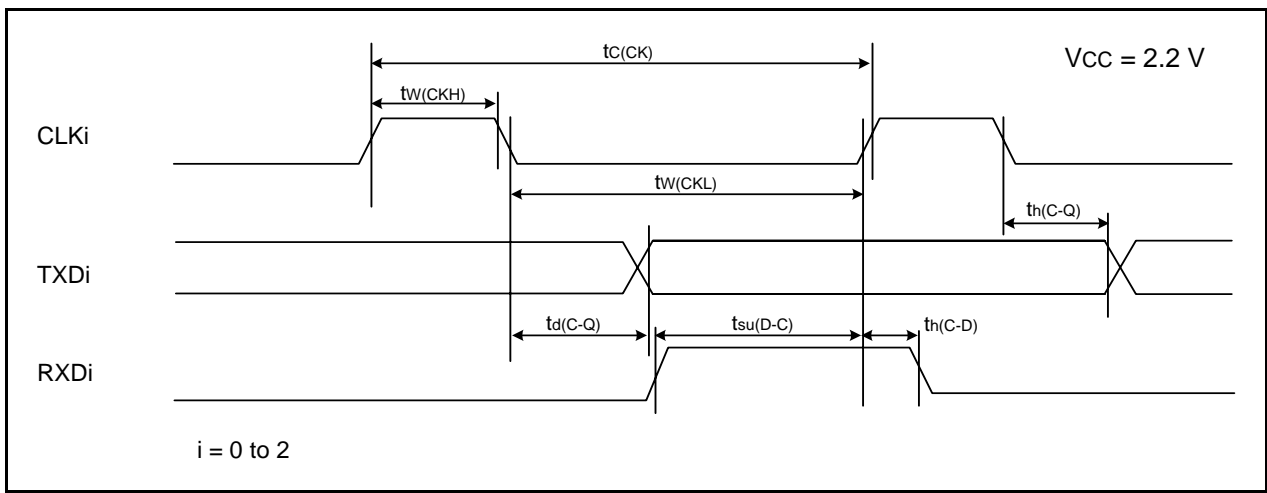 tC(CK)
VCC = 2.2 V
tW(CKH)
CLKi
tW(CKL)
th(C-Q)
TXDi
td(C-Q)
tsu(D-C)
th(C-D)
RXDi
i = 0 to 2